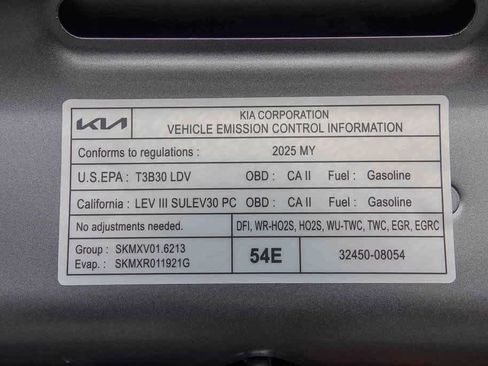 KIA
KIA CORPORATION
VEHICLE EMISSION CONTROL INFORMATION
Conforms to regulations : 2025 MY
U.S.EPA : T3B30 LDV OBD : CA II Fuel : Gasoline
California : LEV III SULEV30 PC OBD : CA II Fuel : Gasoline
No adjustments needed. DFI, WR-HO2S, HO2S, WU-TWC, TWC, EGR, EGRC
Group : SKMXV01.6213
Evap. : SKMXR011921G
54E
32450-08054